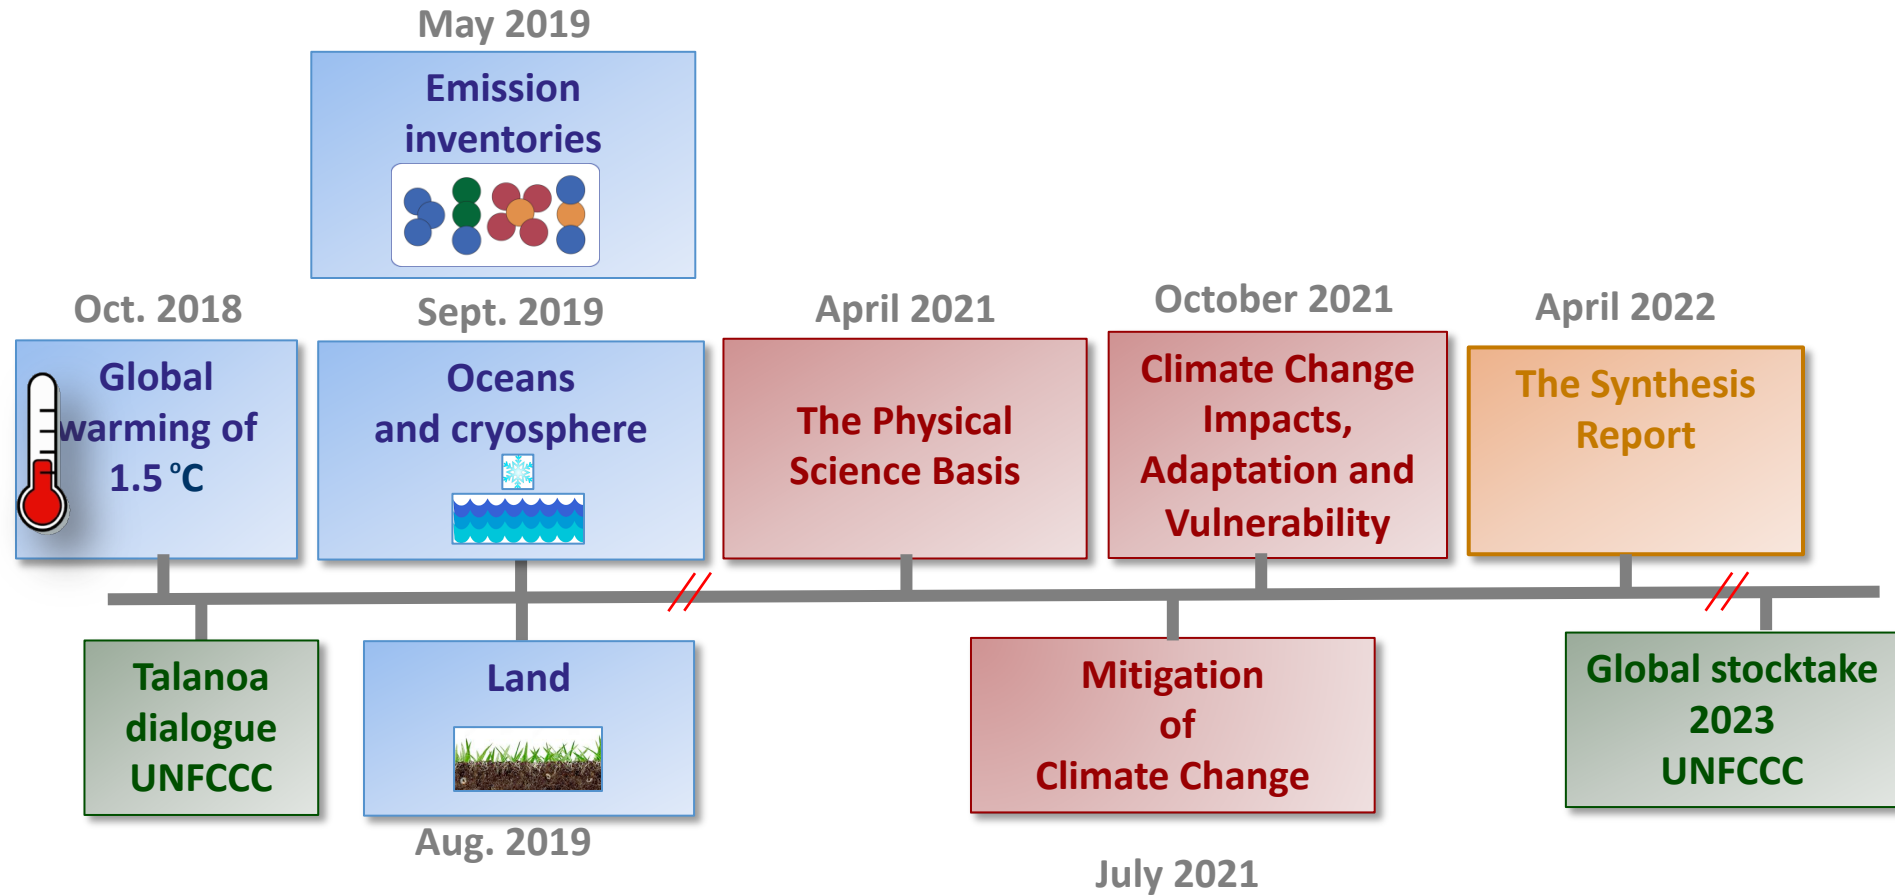 May 2019
Emission
inventories
Oct. 2018
Global
warming of
1.5 °C
Sept. 2019
Oceans
and cryosphere
April 2021
The Physical
Science Basis
October 2021
Climate Change
Impacts,
Adaptation and
Vulnerability
April 2022
The Synthesis
Report
Talanoa
dialogue
UNFCCC
Land
Aug. 2019
Mitigation
of
Climate Change
July 2021
Global stocktake
2023
UNFCCC